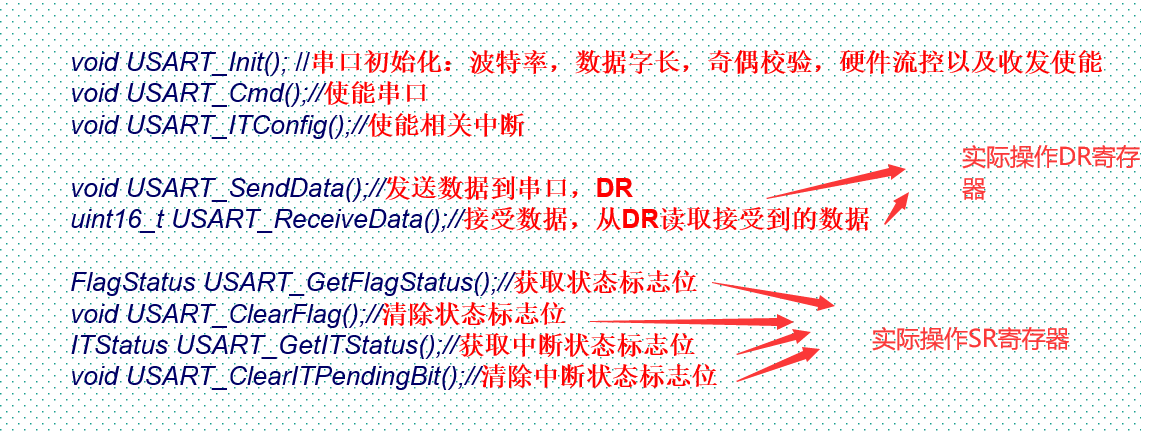 void USART_Init(); //串口初始化：波特率，数据字长，奇偶校验，硬件流控以及收发使能
void USART_Cmd();//使能串口
void USART_ITConfig();//使能相关中断
void USART_SendData();//发送数据到串口，DR
uint16_t USART_ReceiveData();//接受数据，从DR读取接受到的数据
实际操作DR寄存
器
FlagStatus USART_GetFlagStatus();//获取状态标志位
void USART_ClearFlag();//清除状态标志位
ITStatus USART_GetITStatus();//获取中断状态标志位
void USART_ClearITPendingBit();//清除中断状态标志位
实际操作SR寄存器